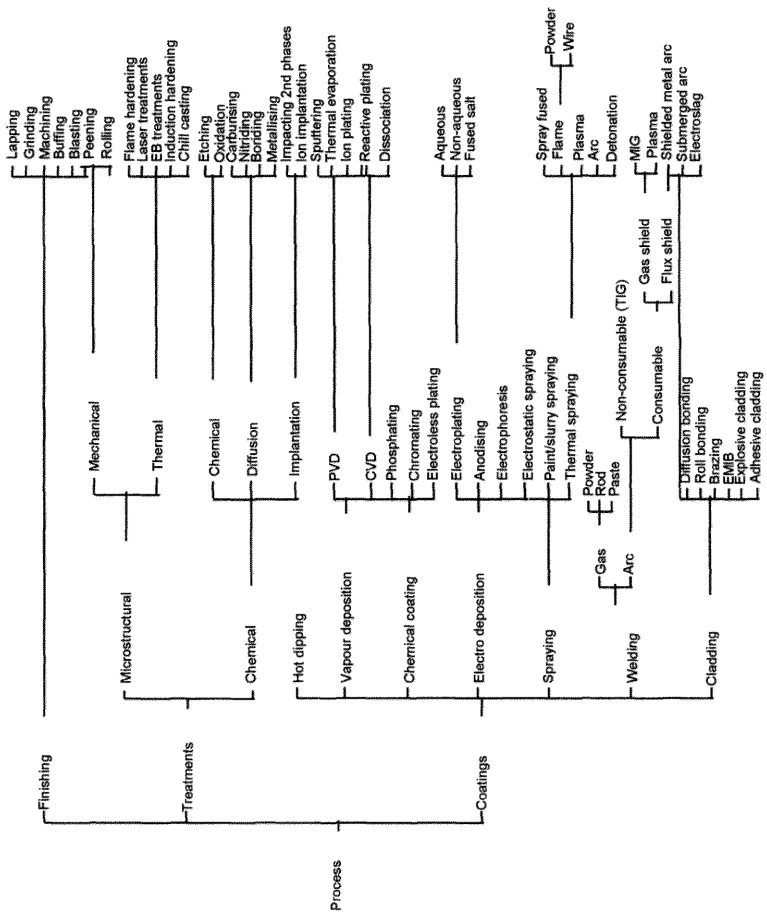 Process
Finishing
Treatments
Coatings
Microstructural
Chemical
Hot dipping
Vapour deposition
Chemical coating
Electro deposition
Spraying
Welding
Cladding
Mechanical
Thermal
Chemical
Diffusion
Implantation
PVD
CVD
Phosphating
Chromating
Electroless plating
Electroplating
Anodising
Electrophoresis
Electrostatic spraying
Paint/slurry spraying
Thermal spraying
Gas
Arc
Powder
Rod
Paste
Non-consumable (TIG)
Consumable
Gas shield
Flux shield
Diffusion bonding
Roll bonding
Brazing
EMIB
Explosive cladding
Adhesive cladding
Lapping
Grinding
Machining
Buffing
Blasting
Peening
Rolling
Flame hardening
Laser treatments
EB treatments
Induction hardening
Chill casting
Etching
Oxidation
Carburising
Nitriding
Boriding
Metallising
Impacting 2nd phases
Ion implantation
Sputtering
Thermal evaporation
Ion plating
Reactive plating
Dissociation
Aqueous
Non-aqueous
Fused salt
Spray fused
Flame
Plasma
Arc
Detonation
Powder
Wire
MIG
Plasma
Shielded metal arc
Submerged arc
Electroslag